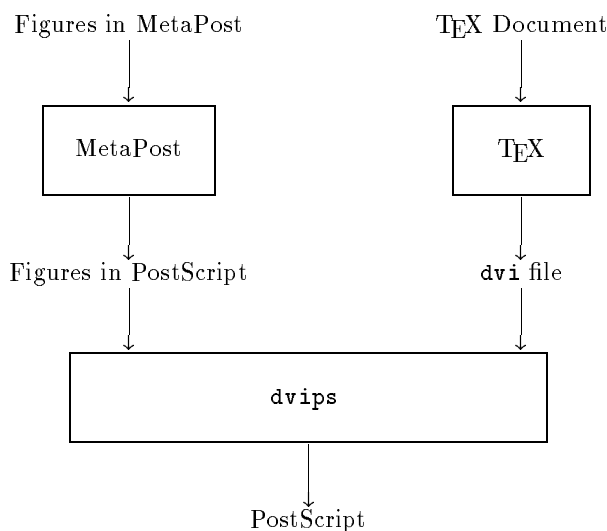 Figures in MetaPost
TEX Document
MetaPost
TEX
Figures in PostScript
dvi file
dvips
PostScript